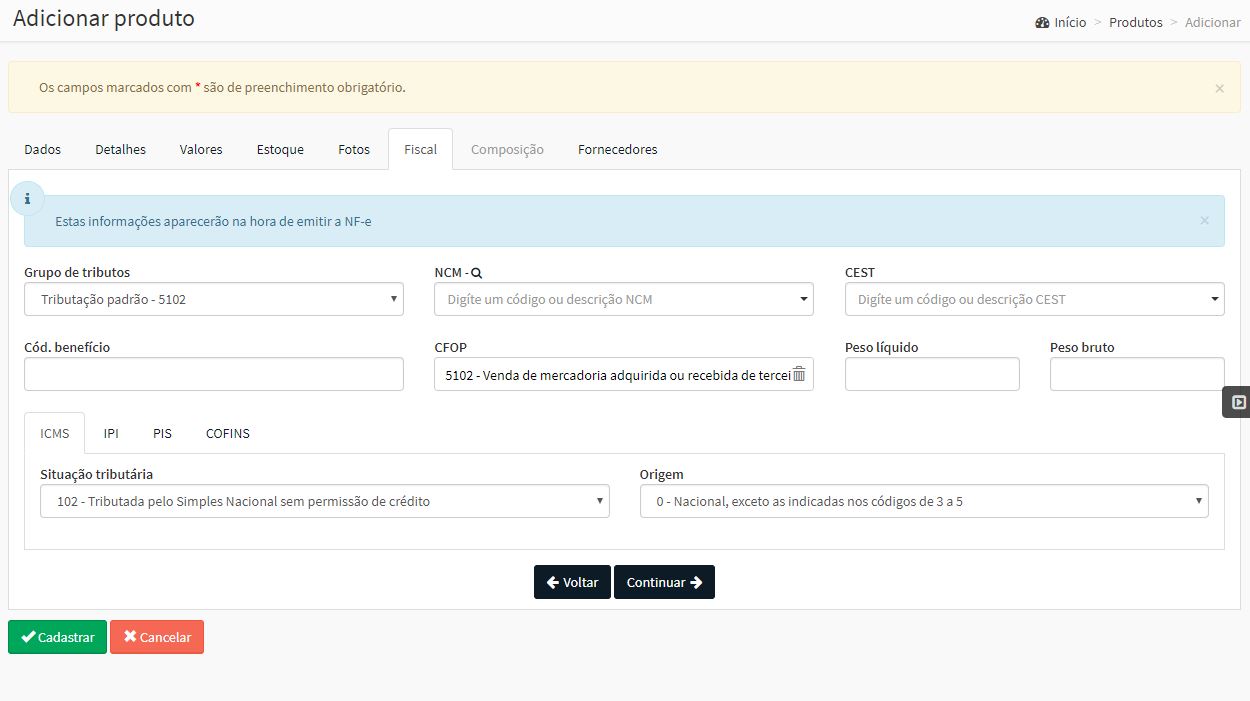 Adicionar produto
Início > Produtos > Adicionar
Os campos marcados com * são de preenchimento obrigatório. ×
Dados Detalhes Valores Estoque Fotos Fiscal Composição Fornecedores
i
Estas informações aparecerão na hora de emitir a NF-e ×
Grupo de tributos NCM - CEST
Tributação padrão - 5102 Digíte um código ou descrição NCM Digíte um código ou descrição CEST
Cód. benefício CFOP Peso líquido Peso bruto
5102 - Venda de mercadoria adquirida ou recebida de tercei
ICMS IPI PIS COFINS
Situação tributária Origem
102 - Tributada pelo Simples Nacional sem permissão de crédito 0 - Nacional, exceto as indicadas nos códigos de 3 a 5
Voltar Continuar
Cadastrar Cancelar